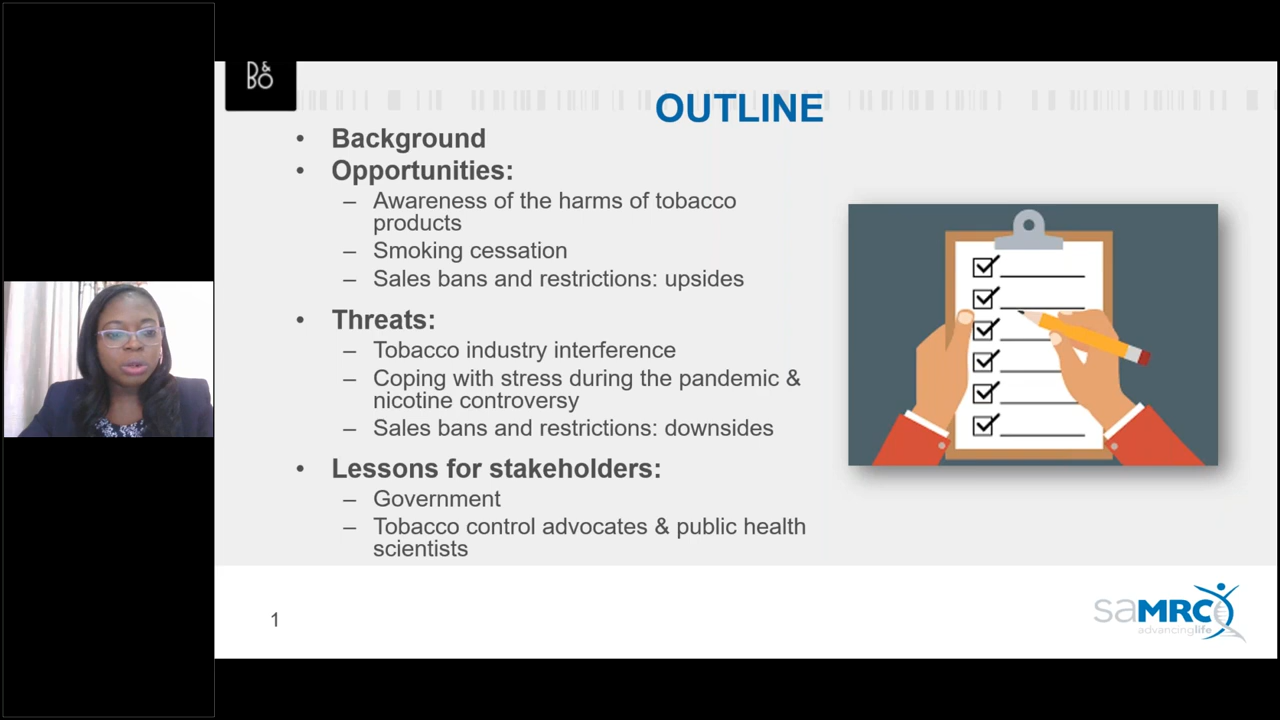 B&
BO
OUTLINE
• Background
• Opportunities:
– Awareness of the harms of tobacco
products
– Smoking cessation
– Sales bans and restrictions: upsides
• Threats:
– Tobacco industry interference
– Coping with stress during the pandemic &
nicotine controversy
– Sales bans and restrictions: downsides
• Lessons for stakeholders:
– Government
– Tobacco control advocates & public health
scientists
1
saMRC
advancinglife